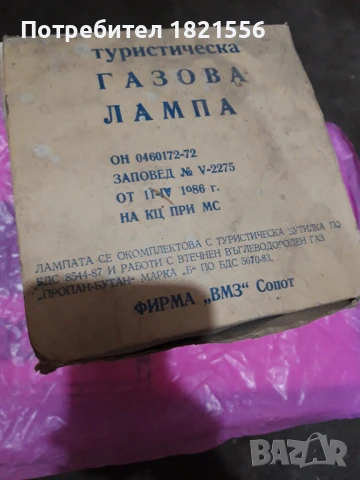 Потребител 1821556
туристическа
ГАЗОВА
ЛАМПА
ОН 0460172-72
ЗАПОВЕД № V-2275
ОТ 11-IV 1986 г.
НА КЦ ПРИ МС
ЛАМПАТА СЕ ОКОМПЛЕКТОВА С ТУРИСТИЧЕСКА БУТИЛКА ПО
БДС 8544-87 И РАБОТИ С ВТЕЧНЕН ВЪГЛЕВОДОРОДЕН ГАЗ
„ПРОПАН-БУТАН" МАРКА „Б" ПО БДС 5670-83.
ФИРМА „ВМЗ" Сопот
BAZAR